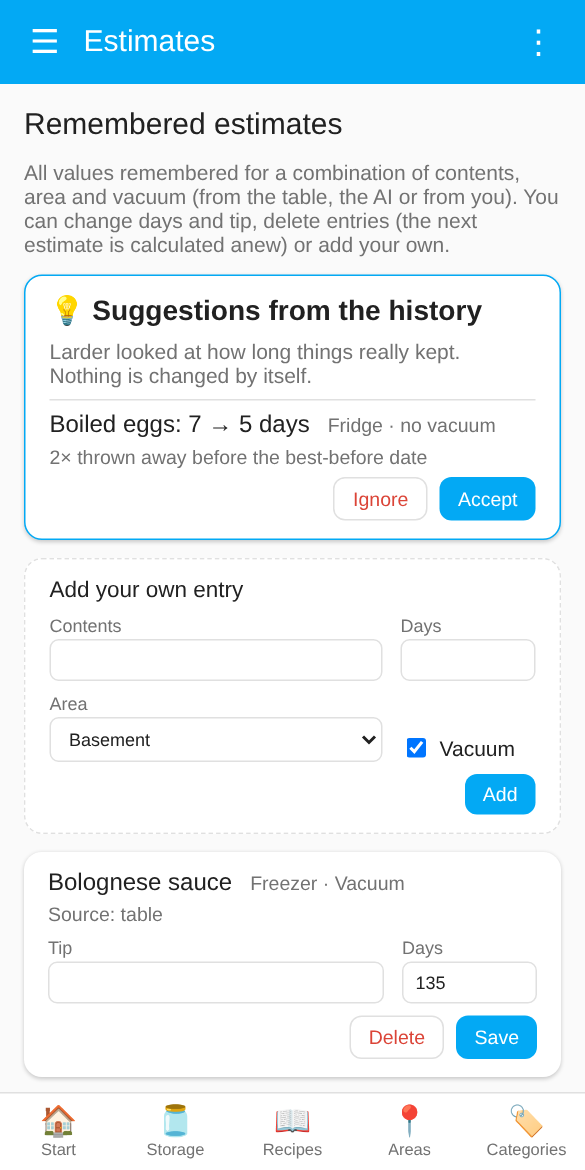 Estimates
Remembered estimates
All values remembered for a combination of contents,
area and vacuum (from the table, the AI or from you). You
can change days and tip, delete entries (the next
estimate is calculated anew) or add your own.
Suggestions from the history
Larder looked at how long things really kept.
Nothing is changed by itself.
Boiled eggs: 7 → 5 days Fridge · no vacuum
2× thrown away before the best-before date
Ignore Accept
Add your own entry
Contents Days
Area
Basement
Vacuum
Add
Bolognese sauce Freezer · Vacuum
Source: table
Tip Days
135
Delete Save
Start Storage Recipes Areas Categories